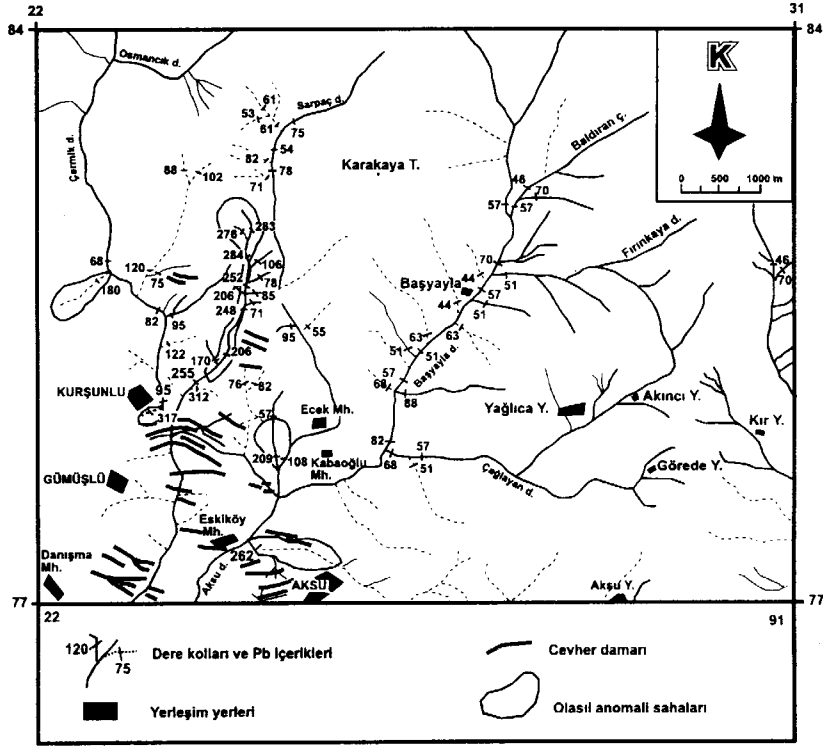 22
31
84
84
Osmancık d.
K
Çermik d.
61
53
61
Sarpaç d.
75
54
82
78
71
88
102
Karakaya T.
Baldıran ç.
0 500 1000 m
46
70
57
57
Fırınkaya d.
276
283
284
106
252
78
206
85
248
71
68
120
75
180
82
95
122
170
206
255
312
76
82
95
55
70
44
51
Başyayla
57
44
51
63
63
51
51
Başyayla d.
57
68
88
46
70
KURŞUNLU
95
317
57
Ecek Mh.
Yağlıca Y.
Akıncı Y.
Kır Y.
82
57
68
51
209
108
Kabaoğlu
Mh.
Çağlayan d.
Görede Y.
GÜMÜŞLÜ
Eskiköy
Mh.
262
Danışma
Mh.
Aksu d.
AKSU
Akşu Y.
77
77
22
91
120
75
Dere kolları ve Pb içerikleri
Cevher damarı
Yerleşim yerleri
Olasıl anomali sahaları